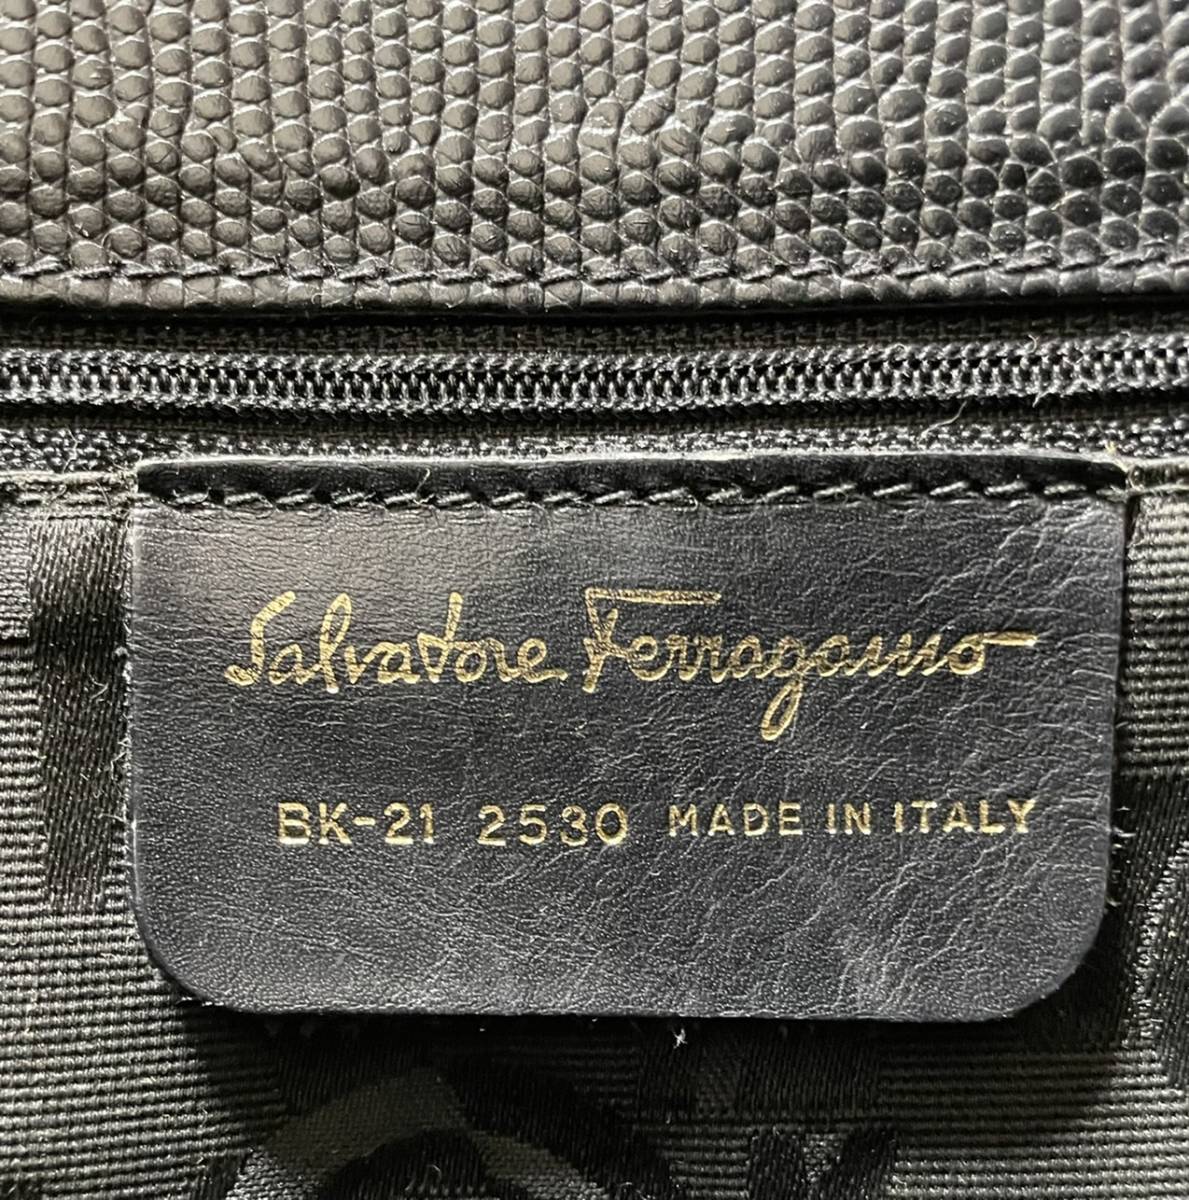 Salvatore Ferragamo
BK-21 2530 MADE IN ITALY